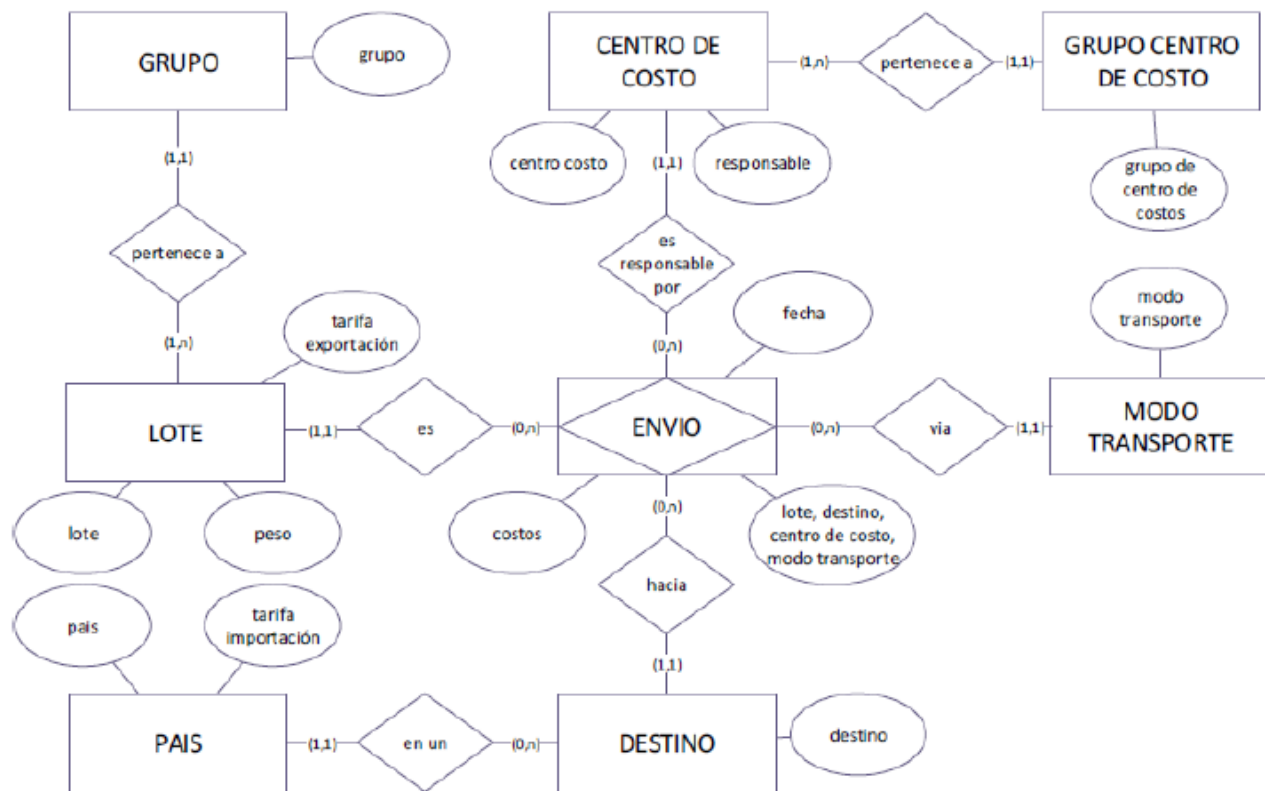 GRUPO
grupo
CENTRO DE
COSTO
(1,n)
pertenece a
(1,1)
GRUPO CENTRO
DE COSTO
(1,1)
centro costo
(1,1)
responsable
grupo de
centro de
costos
pertenece a
es
responsable
por
(1,n)
tarifa
exportación
(0,n)
fecha
modo
transporte
LOTE
(1,1)
es
(0,n)
ENVIO
(0,n)
via
(1,1)
MODO
TRANSPORTE
lote
peso
costos
(0,n)
lote, destino,
centro de costo,
modo transporte
pais
tarifa
importación
hacia
(1,1)
PAIS
(1,1)
en un
(0,n)
DESTINO
destino